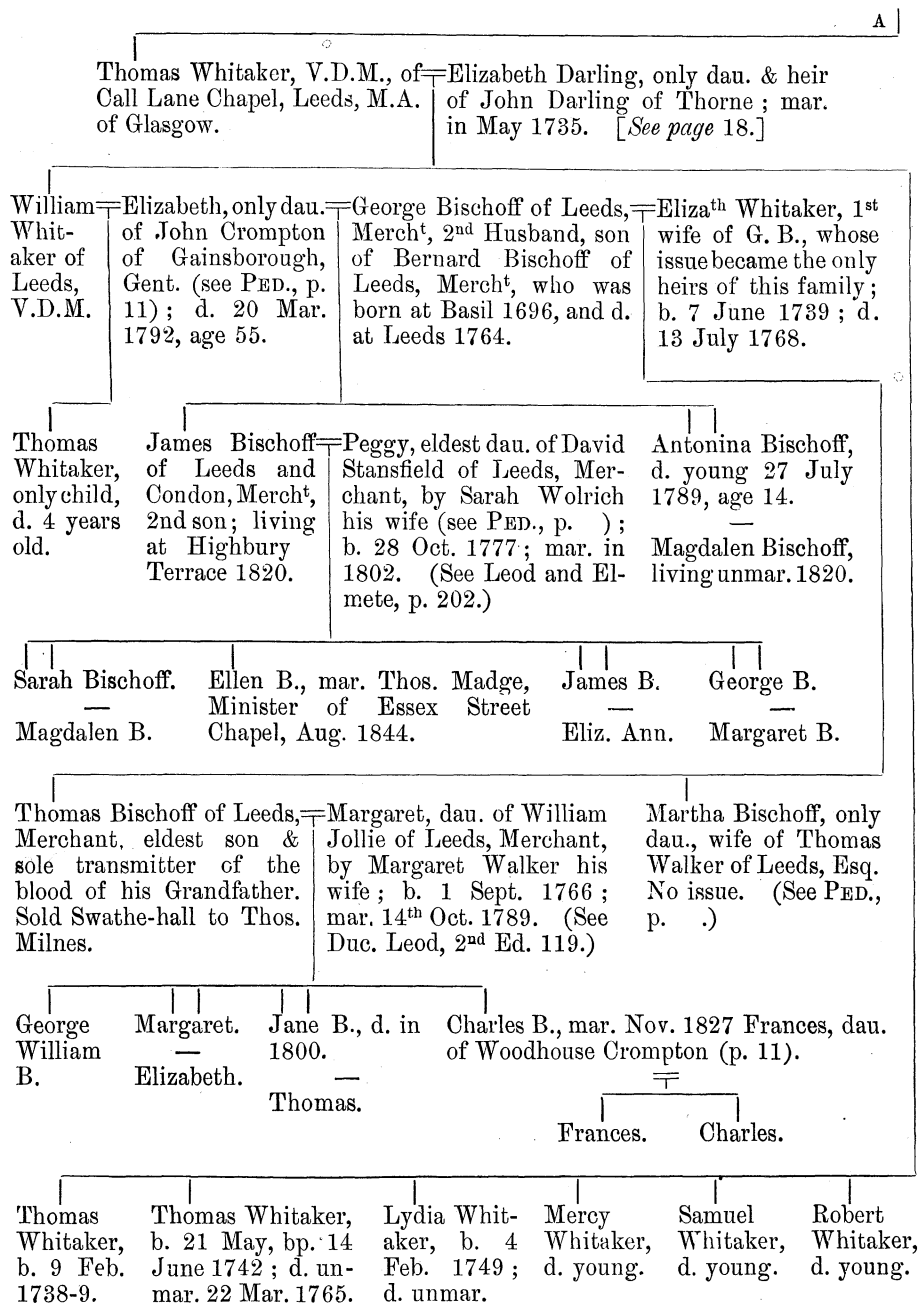 A
Thomas Whitaker, V.D.M., of
Call Lane Chapel, Leeds, M.A.
of Glasgow.
Elizabeth Darling, only dau. & heir
of John Darling of Thorne ; mar.
in May 1735. [See page 18.]
William
Whit-
aker of
Leeds,
V.D.M.
Elizabeth, only dau.
of John Crompton
of Gainsborough,
Gent. (see PED., p.
11) ; d. 20 Mar.
1792, age 55.
George Bischoff of Leeds,
Mercht, 2nd Husband, son
of Bernard Bischoff of
Leeds, Mercht, who was
born at Basil 1696, and d.
at Leeds 1764.
Elizath Whitaker, 1st
wife of G. B., whose
issue became the only
heirs of this family ;
b. 7 June 1739 ; d.
13 July 1768.
Thomas
Whitaker,
only child,
d. 4 years
old.
James Bischoff
of Leeds and
Condon, Mercht,
2nd son ; living
at Highbury
Terrace 1820.
Peggy, eldest dau. of David
Stansfield of Leeds, Mer-
chant, by Sarah Wolrich
his wife (see PED., p. ) ;
b. 28 Oct. 1777 ; mar. in
1802. (See Leod and El-
mete, p. 202.)
Antonina Bischoff,
d. young 27 July
1789, age 14.
—
Magdalen Bischoff,
living unmar. 1820.
Sarah Bischoff.
—
Magdalen B.
Ellen B., mar. Thos. Madge,
Minister of Essex Street
Chapel, Aug. 1844.
James B.
—
Eliz. Ann.
George B.
—
Margaret B.
Thomas Bischoff of Leeds,
Merchant, eldest son &
sole transmitter of the
blood of his Grandfather.
Sold Swathe-hall to Thos.
Milnes.
Margaret, dau. of William
Jollie of Leeds, Merchant,
by Margaret Walker his
wife ; b. 1 Sept. 1766 ;
mar. 14th Oct. 1789. (See
Duc. Leod, 2nd Ed. 119.)
Martha Bischoff, only
dau., wife of Thomas
Walker of Leeds, Esq.
No issue. (See PED.,
p. .)
George
William
B.
Margaret.
—
Elizabeth.
Jane B., d. in
1800.
—
Thomas.
Charles B., mar. Nov. 1827 Frances, dau.
of Woodhouse Crompton (p. 11).
Frances.
Charles.
Thomas
Whitaker,
b. 9 Feb.
1738-9.
Thomas Whitaker,
b. 21 May, bp. 14
June 1742 ; d. un-
mar. 22 Mar. 1765.
Lydia Whit-
aker, b. 4
Feb. 1749 ;
d. unmar.
Mercy
Whitaker,
d. young.
Samuel
Whitaker,
d. young.
Robert
Whitaker,
d. young.